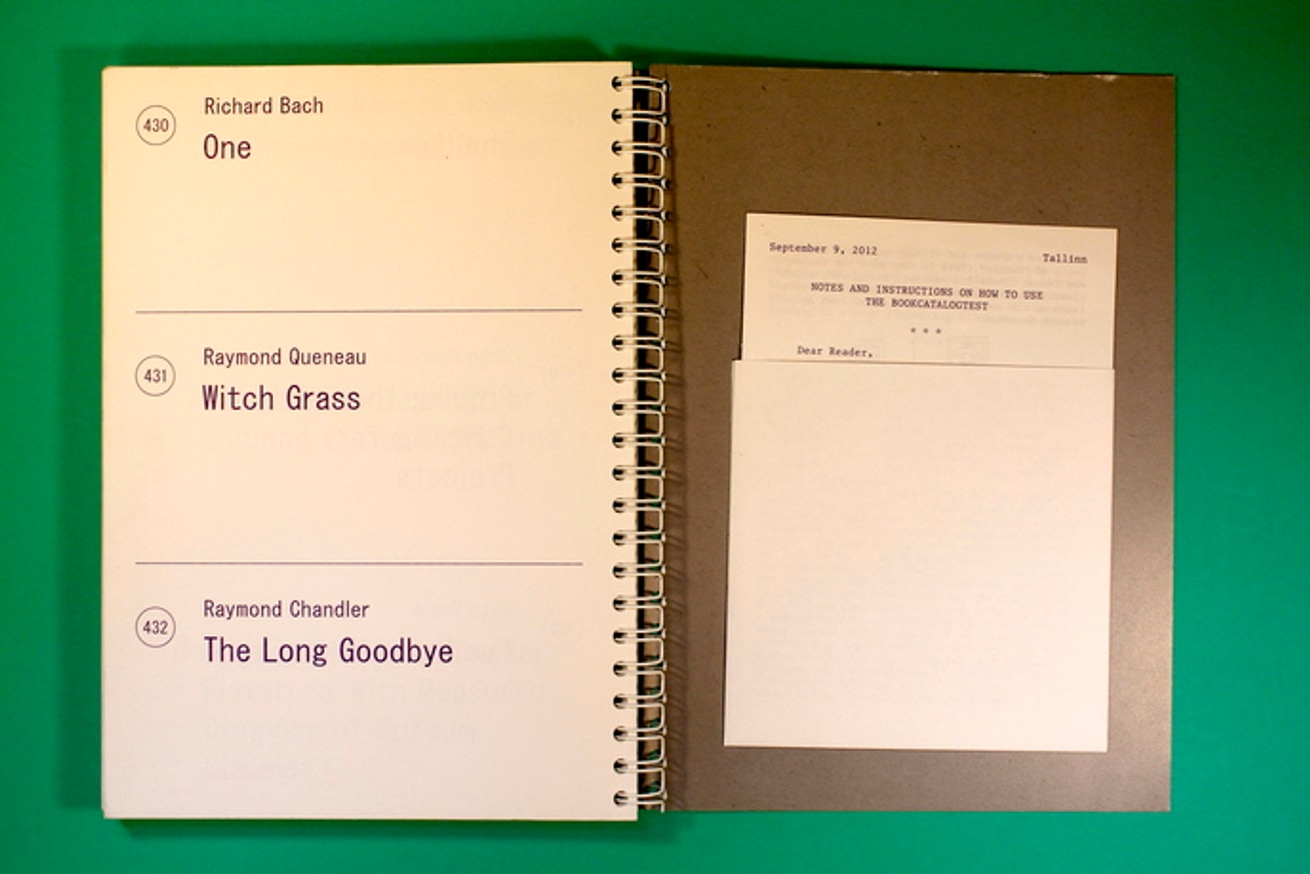 430
Richard Bach
One
431
Raymond Queneau
Witch Grass
432
Raymond Chandler
The Long Goodbye
September 9, 2012
Tallinn
NOTES AND INSTRUCTIONS ON HOW TO USE
THE BOOKCATALOGTEST
* * *
Dear Reader,